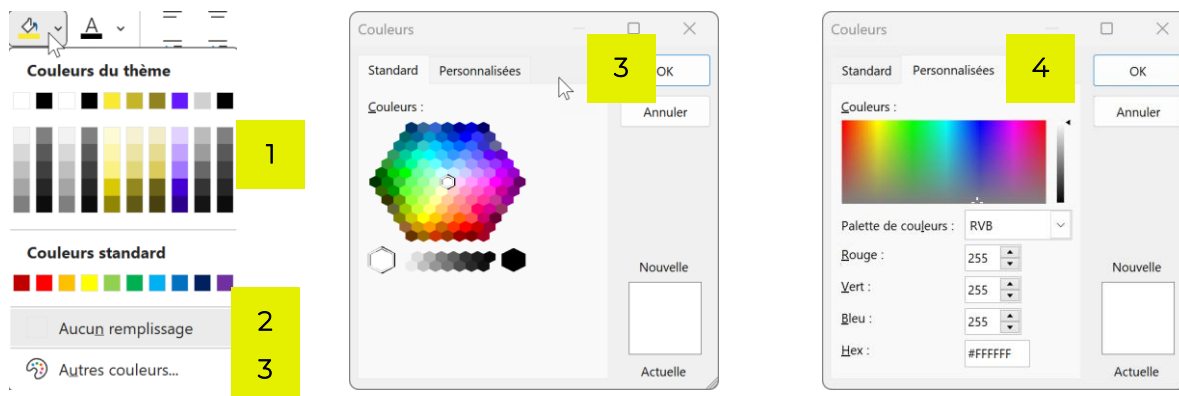 A
Couleurs du thème
1
Couleurs standard
Aucun remplissage
2
Autres couleurs...
3
Couleurs
Standard
Personnalisées
3
OK
Couleurs :
Annuler
Nouvelle
Actuelle
Couleurs
Standard
Personnalisées
4
OK
Couleurs :
Annuler
Palette de couleurs :
RVB
Rouge :
255
Vert :
255
Bleu :
255
Hex :
#FFFFFF
Nouvelle
Actuelle